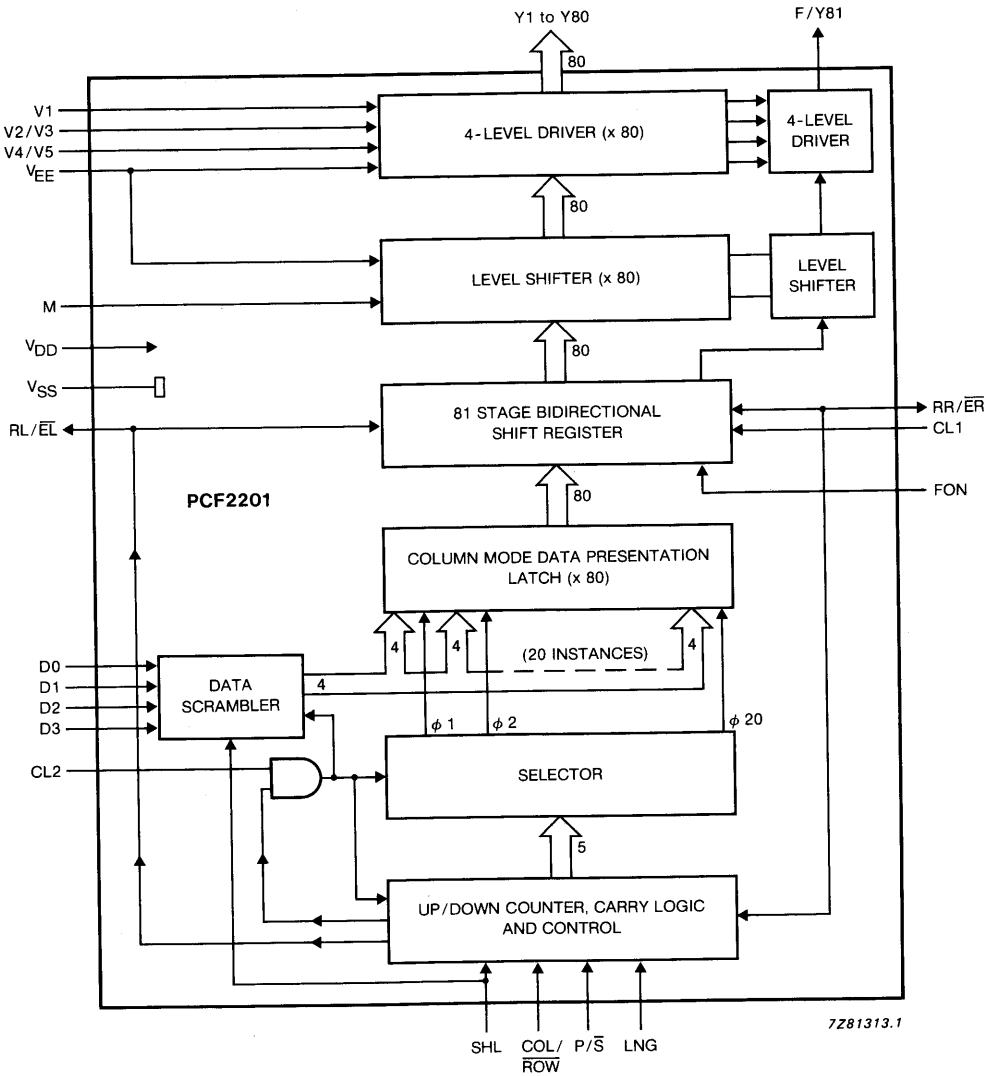 Y1 to Y80
F/Y81
80
V1
V2/V3
V4/V5
VEE
4-LEVEL DRIVER (x 80)
4-LEVEL
DRIVER
80
LEVEL SHIFTER (x 80)
LEVEL
SHIFTER
M
VDD
VSS
80
RL/E̅L̅
81 STAGE BIDIRECTIONAL
SHIFT REGISTER
RR/E̅R̅
CL1
FON
PCF2201
80
COLUMN MODE DATA PRESENTATION
LATCH (x 80)
4
4
(20 INSTANCES)
4
D0
D1
D2
D3
DATA
SCRAMBLER
4
ϕ 1
ϕ 2
ϕ 20
CL2
SELECTOR
5
UP/DOWN COUNTER, CARRY LOGIC
AND CONTROL
SHL
COL/
R̅O̅W̅
P/S̅
LNG
7Z81313.1